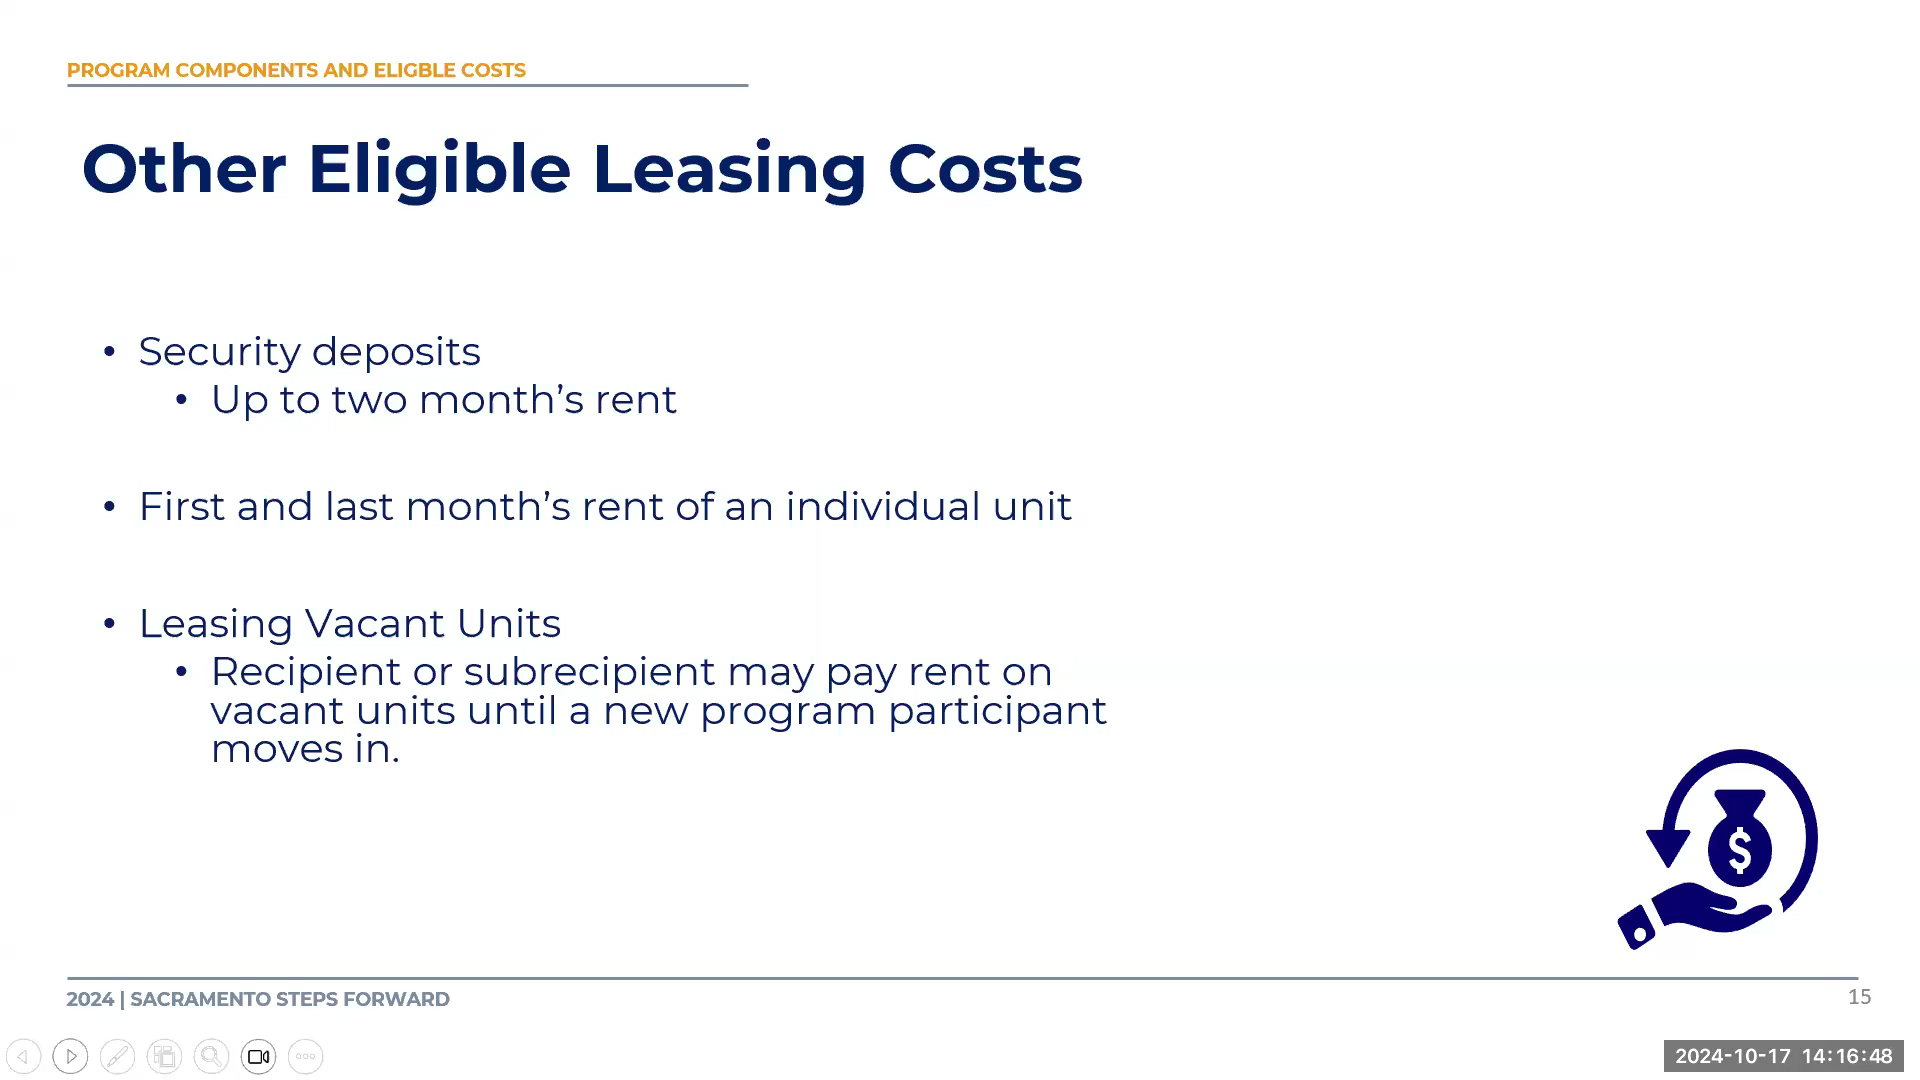 PROGRAM COMPONENTS AND ELIGBLE COSTS
Other Eligible Leasing Costs
• Security deposits
• Up to two month’s rent
• First and last month’s rent of an individual unit
• Leasing Vacant Units
• Recipient or subrecipient may pay rent on
vacant units until a new program participant
moves in.
$
2024 | SACRAMENTO STEPS FORWARD
15
2024-10-17 14:16:48